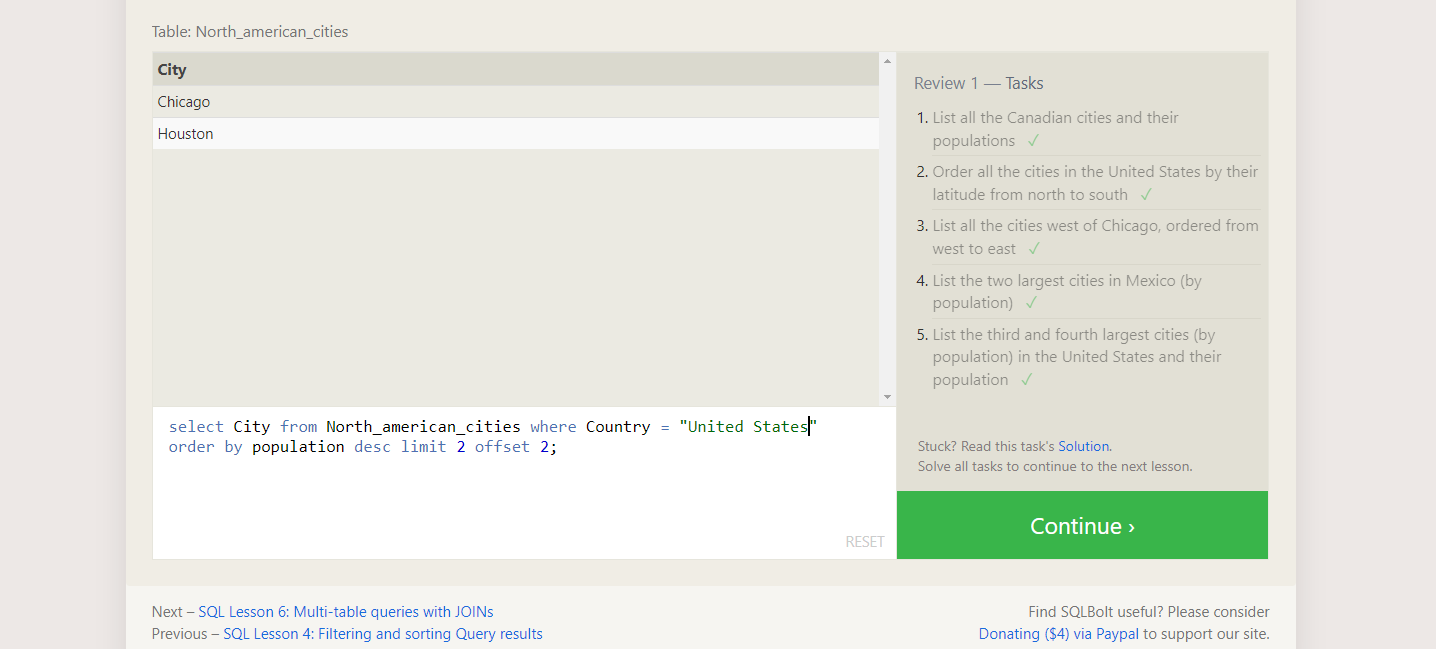 Table: North_american_cities
City
Chicago
Houston
select City from North_american_cities where Country = "United States"
order by population desc limit 2 offset 2;
RESET
Review 1 — Tasks
1. List all the Canadian cities and their
populations ✓
2. Order all the cities in the United States by their
latitude from north to south ✓
3. List all the cities west of Chicago, ordered from
west to east ✓
4. List the two largest cities in Mexico (by
population) ✓
5. List the third and fourth largest cities (by
population) in the United States and their
population ✓
Stuck? Read this task's Solution.
Solve all tasks to continue to the next lesson.
Continue ›
Next – SQL Lesson 6: Multi-table queries with JOINs
Previous – SQL Lesson 4: Filtering and sorting Query results
Find SQLBolt useful? Please consider
Donating ($4) via Paypal to support our site.